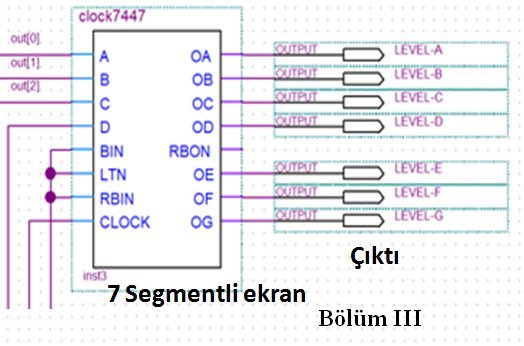 clock7447
out[0]
out[1]
out[2]
A OA
B OB
C OC
D OD
BIN RBON
LTN OE
RBIN OF
CLOCK OG
inst3
OUTPUT LEVEL-A
OUTPUT LEVEL-B
OUTPUT LEVEL-C
OUTPUT LEVEL-D
OUTPUT LEVEL-E
OUTPUT LEVEL-F
OUTPUT LEVEL-G
Çıktı
7 Segmentli ekran
Bölüm III